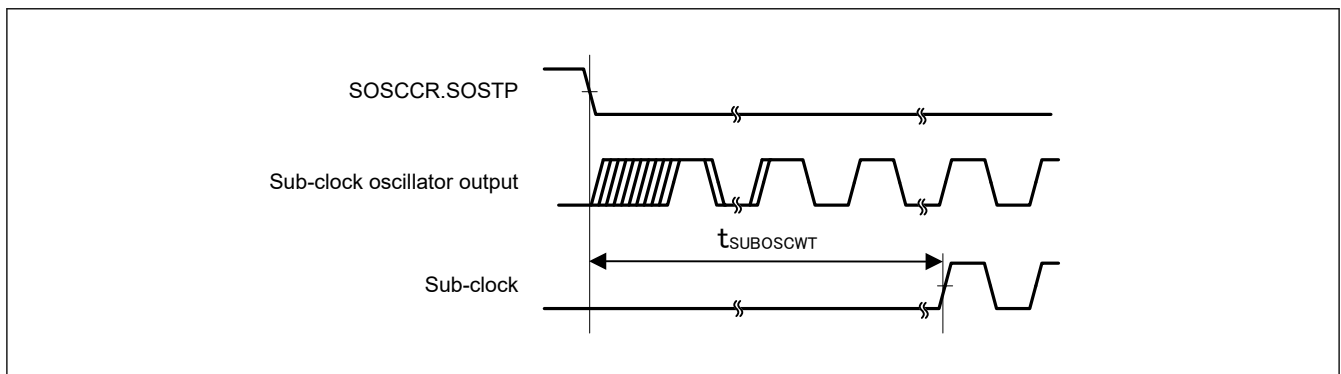 SOSCCR.SOSTP
Sub-clock oscillator output
tSUBOSCWT
Sub-clock